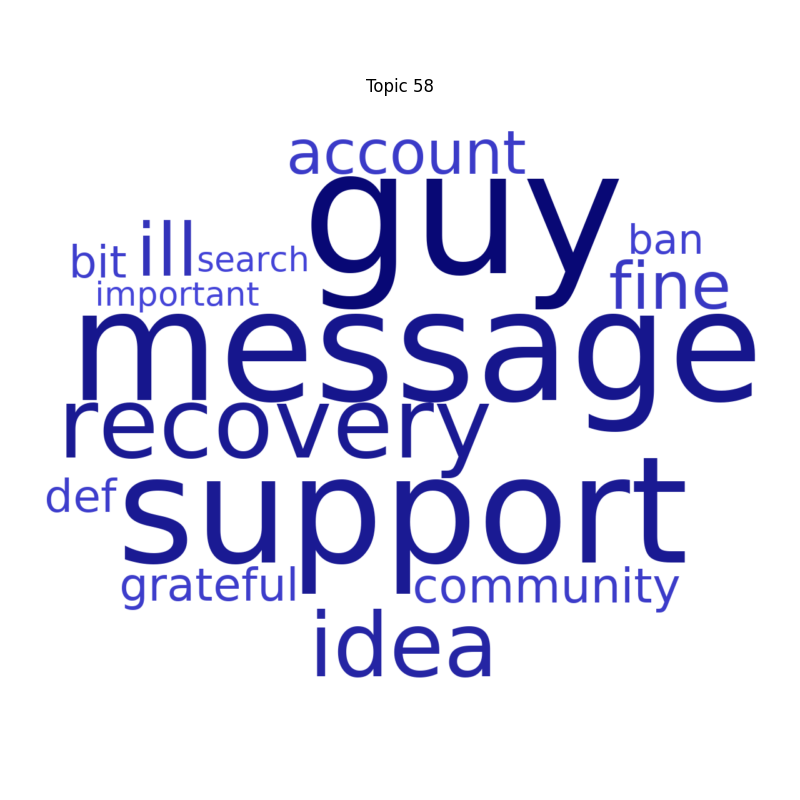 Topic 58
account
guy
ban
bit ill search
fine
important
message
recovery
def support
grateful community
idea